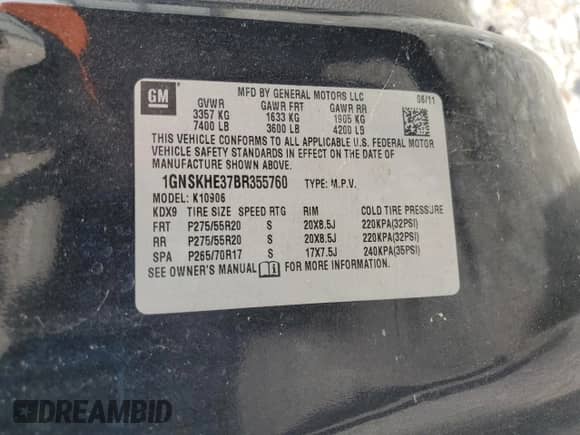 GM
MFD BY GENERAL MOTORS LLC
06/11
GVWR GAWR FRT GAWR RR
3357 KG 1633 KG 1905 KG
7400 LB 3600 LB 4200 LB
THIS VEHICLE CONFORMS TO ALL APPLICABLE U.S. FEDERAL MOTOR
VEHICLE SAFETY STANDARDS IN EFFECT ON THE DATE OF
MANUFACTURE SHOWN ABOVE.
1GNSKHE37BR355760 TYPE: M.P.V.
MODEL: K10906
KDX9 TIRE SIZE SPEED RTG RIM COLD TIRE PRESSURE
FRT P275/55R20 S 20X8.5J 220KPA(32PSI)
RR P275/55R20 S 20X8.5J 220KPA(32PSI)
SPA P265/70R17 S 17X7.5J 240KPA(35PSI)
SEE OWNER'S MANUAL FOR MORE INFORMATION.
DREAMBID